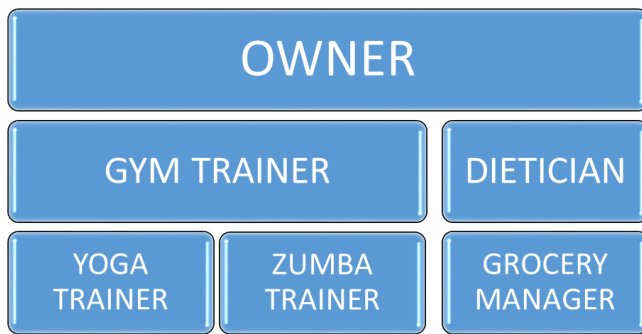 OWNER
GYM TRAINER
DIETICIAN
YOGA
TRAINER
ZUMBA
TRAINER
GROCERY
MANAGER